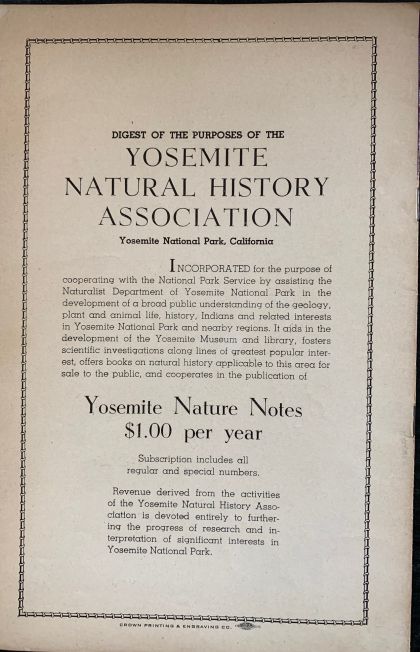 DIGEST OF THE PURPOSES OF THE
YOSEMITE
NATURAL HISTORY
ASSOCIATION
Yosemite National Park, California
INCORPORATED for the purpose of
cooperating with the National Park Service by assisting the
Naturalist Department of Yosemite National Park in the
development of a broad public understanding of the geology,
plant and animal life, history, Indians and related interests
in Yosemite National Park and nearby regions. It aids in the
development of the Yosemite Museum and library, fosters
scientific investigations along lines of greatest popular inter-
est, offers books on natural history applicable to this area for
sale to the public, and cooperates in the publication of
Yosemite Nature Notes
$1.00 per year
Subscription includes all
regular and special numbers.
Revenue derived from the activities
of the Yosemite Natural History Asso-
ciation is devoted entirely to further-
ing the progress of research and in-
terpretation of significant interests in
Yosemite National Park.
CROWN PRINTING & ENGRAVING CO.